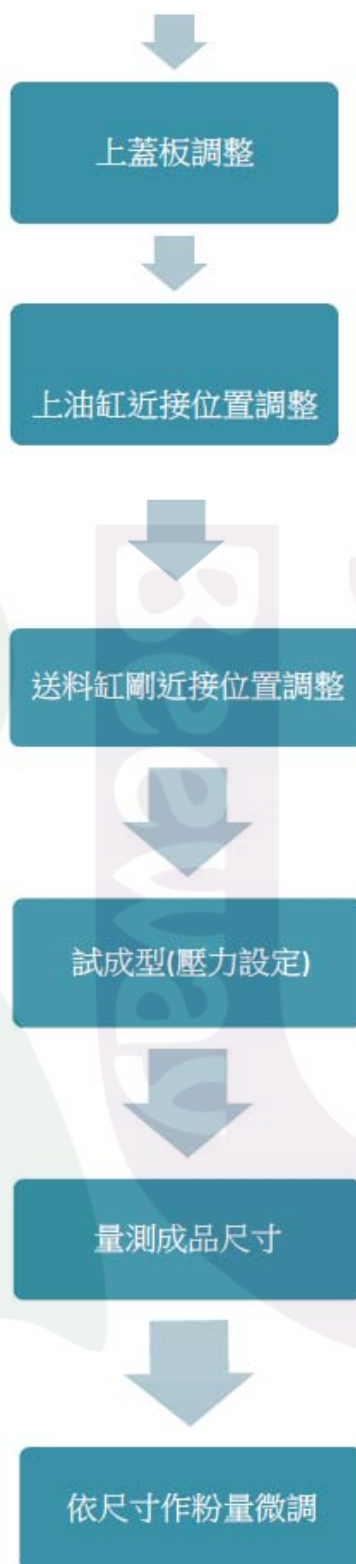 上蓋板調整
上油缸近接位置調整
送料缸剛近接位置調整
試成型(壓力設定)
量測成品尺寸
依尺寸作粉量微調